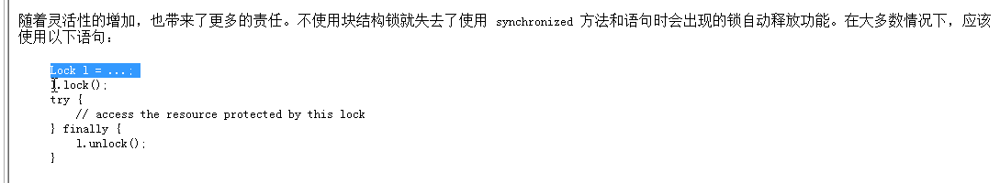 随着灵活性的增加，也带来了更多的责任。不使用块结构锁就失去了使用 synchronized 方法和语句时会出现的锁自动释放功能。在大多数情况下，应该
使用以下语句：
Lock l = ...;
l.lock();
try {
// access the resource protected by this lock
} finally {
l.unlock();
}